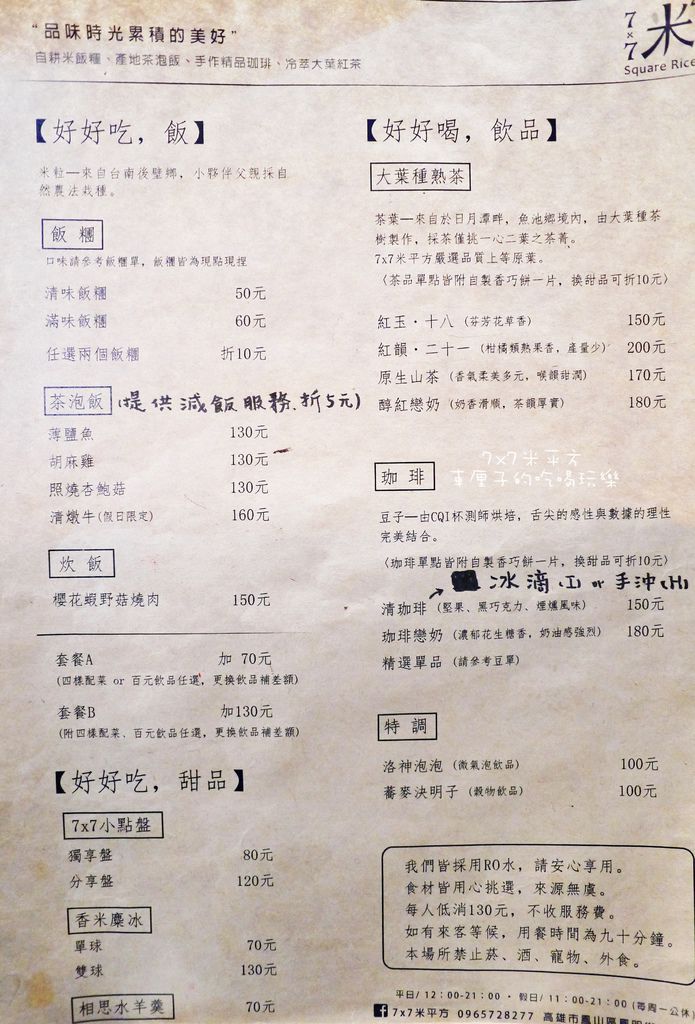 “品味時光累積的美好”
自耕米飯糰、產地茶泡飯、手作精品珈琲、冷萃大葉紅茶
7x7
米
Square Rice
【好好吃，飯】
米粒—來自台南後壁鄉，小夥伴父親採自
然農法栽種。
飯糰
口味請參考飯糰單，飯糰皆為現點現捏
清味飯糰 50元
滿味飯糰 60元
任選兩個飯糰 折10元
茶泡飯 (提供減飯服務.折5元)
薄鹽魚 130元
胡麻雞 130元
照燒杏鮑菇 130元
清燉牛(假日限定) 160元
炊飯
櫻花蝦野菇燒肉 150元
套餐A 加 70元
(四樣配菜 or 百元飲品任選，更換飲品補差額)
套餐B 加130元
(附四樣配菜、百元飲品任選，更換飲品補差額)
【好好吃，甜品】
7x7小點盤
獨享盤 80元
分享盤 120元
香米麋冰
單球 70元
雙球 130元
相思水羊羹 70元
【好好喝，飲品】
大葉種熟茶
茶葉—來自於日月潭畔，魚池鄉境內，由大葉種茶
樹製作，採茶僅挑一心二葉之茶菁。
7x7米平方嚴選品質上等原葉。
(茶品單點皆附自製香巧餅一片，換甜品可折10元)
紅玉·十八 (芬芳花草香) 150元
紅韻·二十一 (柑橘類熟果香，產量少) 200元
原生山茶 (香氣柔美多元，喉韻甜潤) 170元
醇紅戀奶 (奶香滑順，茶韻厚實) 180元
7x7米平方
車厘子的吃喝玩樂
珈琲
豆子—由CQI杯測師烘培，舌尖的感性與數據的理性
完美結合。
(珈琲單點皆附自製香巧餅一片，換甜品可折10元)
冰滴(I) or 手沖(H)
清珈琲 (堅果、黑巧克力、煙燻風味) 150元
珈琲戀奶 (濃郁花生糖香，奶油感強烈) 180元
精選單品 (請參考豆單)
特調
洛神泡泡 (微氣泡飲品) 100元
蕎麥決明子 (穀物飲品) 100元
我們皆採用RO水，請安心享用。
食材皆用心挑選，來源無虞。
每人低消130元，不收服務費。
如有來客等候，用餐時間為九十分鐘。
本場所禁止菸、酒、寵物、外食。
平日/ 12:00-21:00 · 假日/ 11:00-21:00 (每周一公休)
7x7米平方 0965728277 高雄市鳳山區